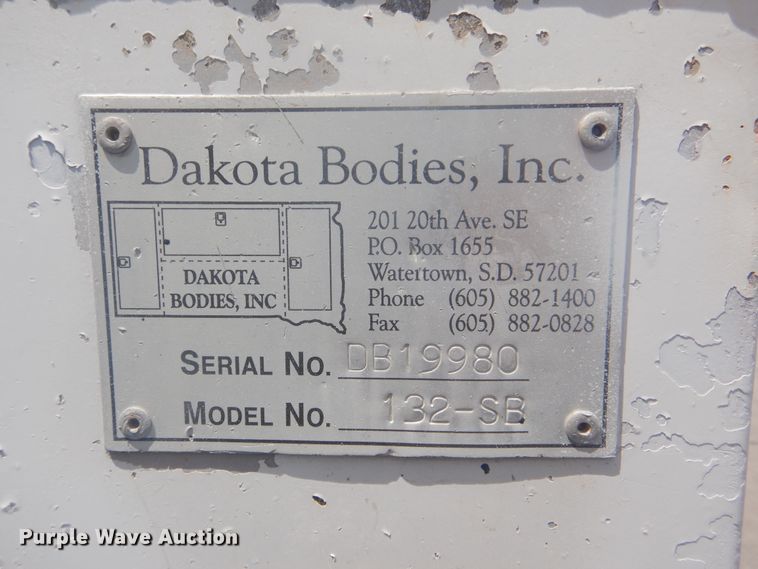 Dakota Bodies, Inc.
DAKOTA
BODIES, INC
201 20th Ave. SE
P.O. Box 1655
Watertown, S.D. 57201
Phone (605) 882-1400
Fax (605) 882-0828
SERIAL NO. DB19980
MODEL NO. 132-SB
Purple Wave Auction